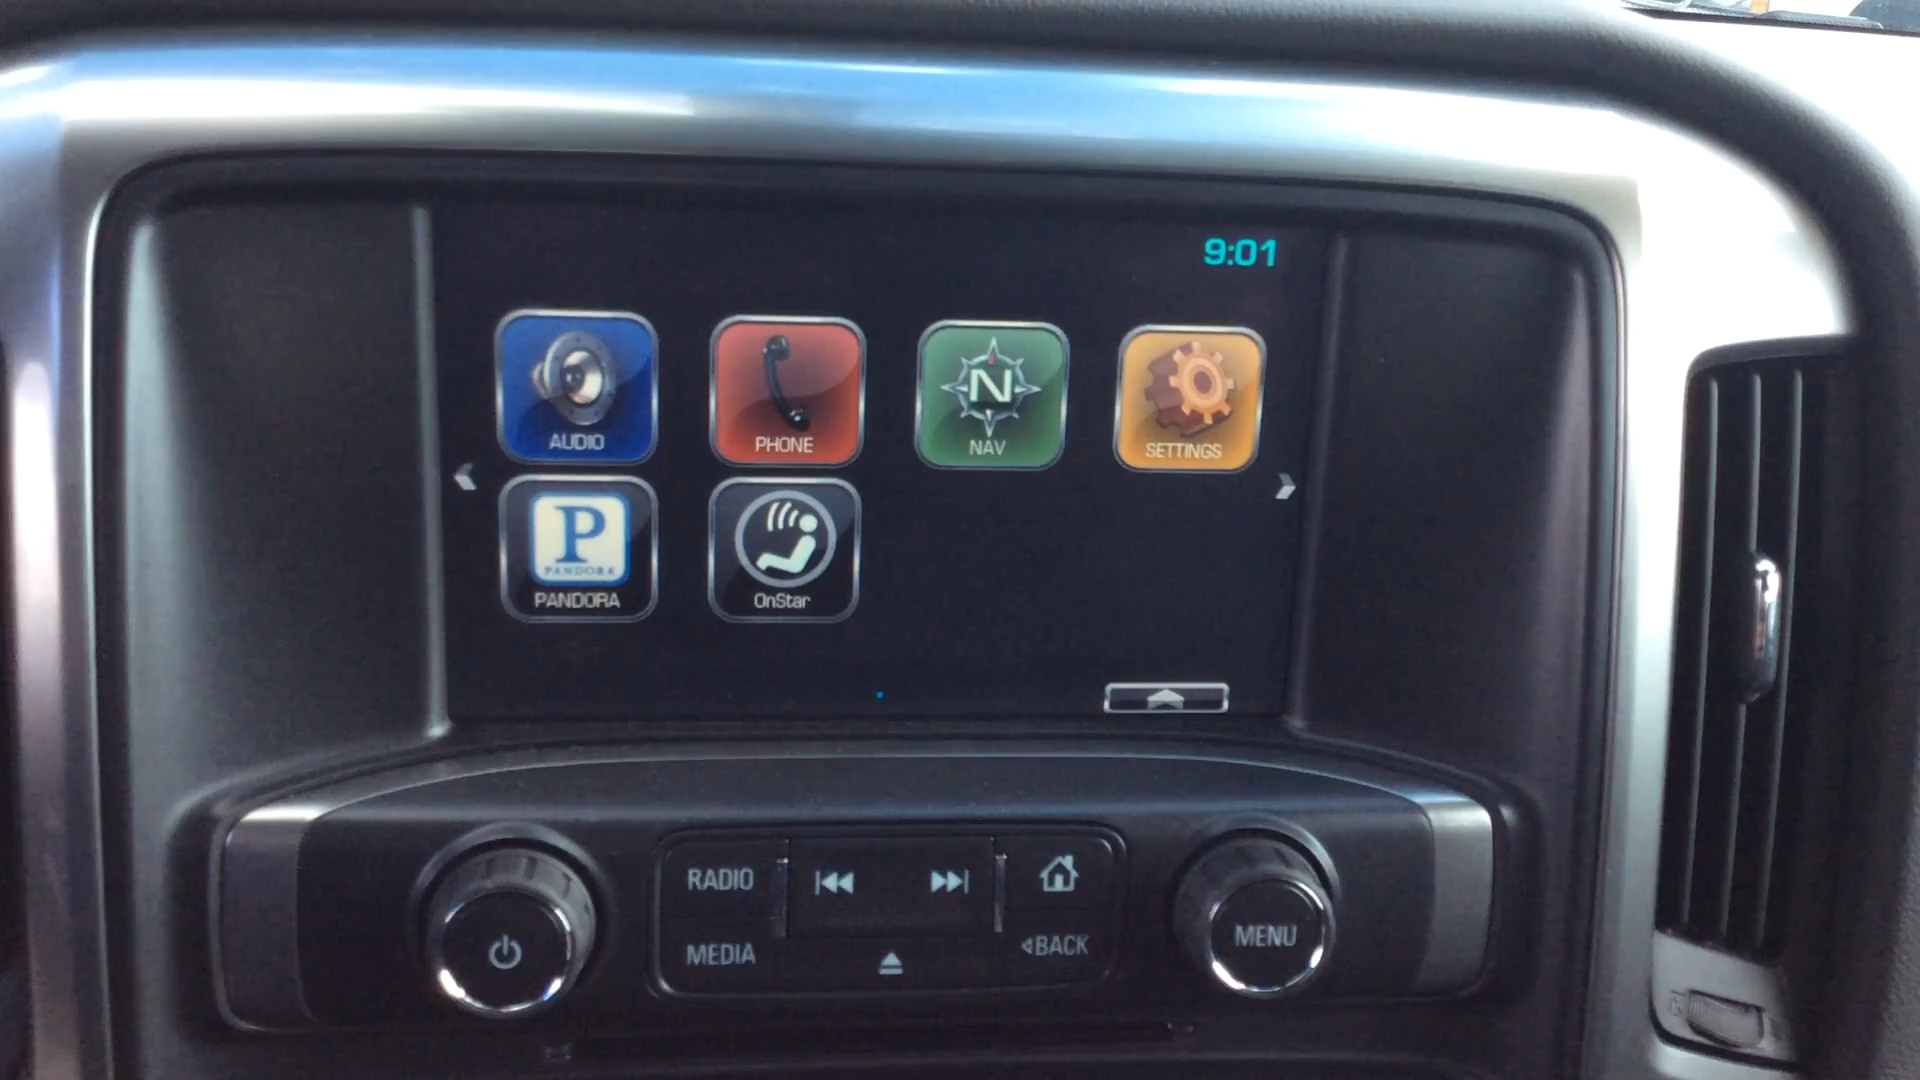 9:01
AUDIO
PHONE
N
NAV
SETTINGS
P
PANDORA
PANDORA
OnStar
RADIO
MEDIA
BACK
MENU